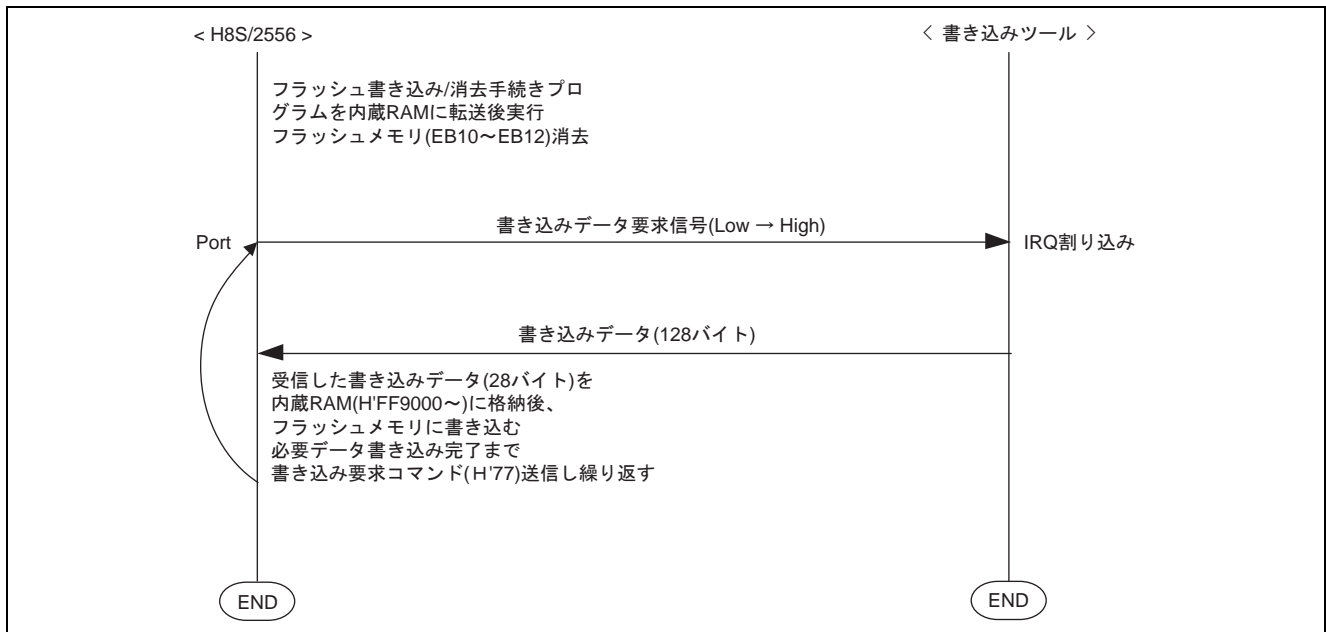 < H8S/2556 >
〈 書き込みツール 〉
フラッシュ書き込み/消去手続きプロ
グラムを内蔵RAMに転送後実行
フラッシュメモリ(EB10～EB12)消去
書き込みデータ要求信号(Low → High)
Port
IRQ割り込み
書き込みデータ(128バイト)
受信した書き込みデータ(28バイト)を
内蔵RAM(H'FF9000～)に格納後、
フラッシュメモリに書き込む
必要データ書き込み完了まで
書き込み要求コマンド(H'77)送信し繰り返す
END
END